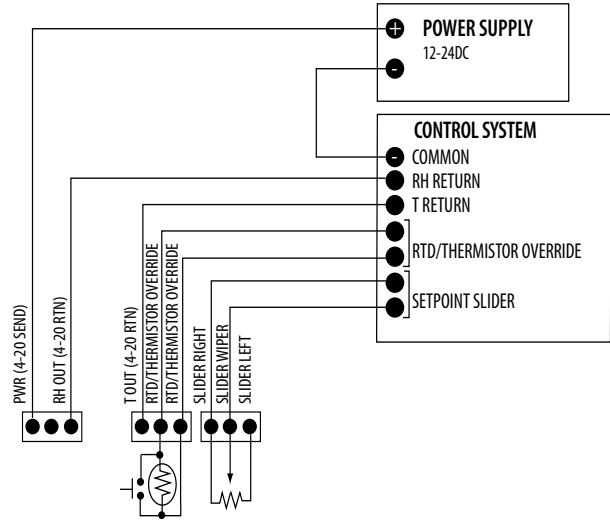 + POWER SUPPLY
12-24DC
-
CONTROL SYSTEM
- COMMON
RH RETURN
T RETURN
RTD/THERMISTOR OVERRIDE
SETPOINT SLIDER
PWR (4-20 SEND)
RH OUT (4-20 RTN)
T OUT (4-20 RTN)
RTD/THERMISTOR OVERRIDE
RTD/THERMISTOR OVERRIDE
SLIDER RIGHT
SLIDER WIPER
SLIDER LEFT